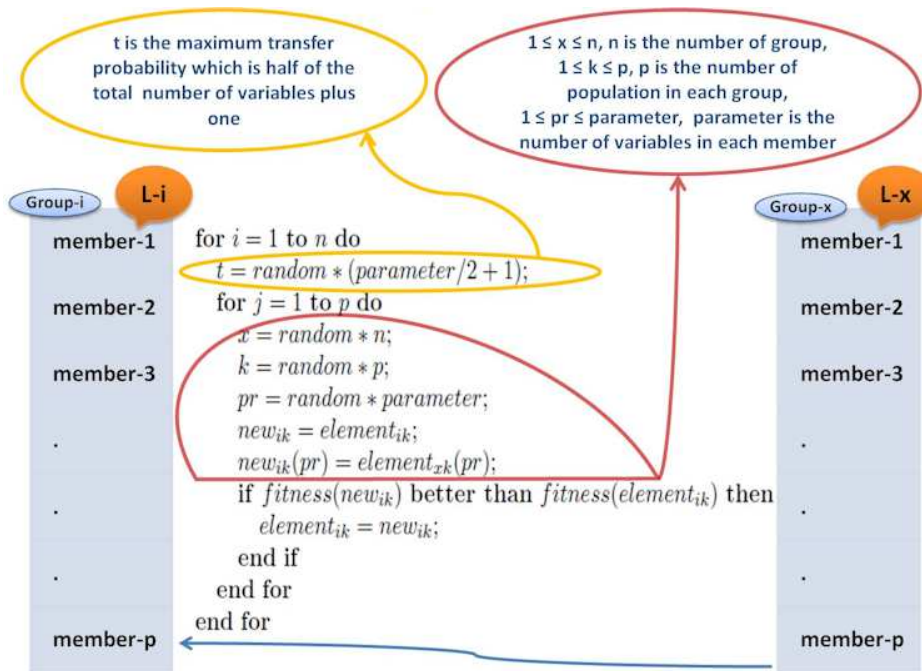 t is the maximum transfer
probability which is half of the
total number of variables plus
one
1 ≤ x ≤ n, n is the number of group,
1 ≤ k ≤ p, p is the number of
population in each group,
1 ≤ pr ≤ parameter, parameter is the
number of variables in each member
Group-i
L-i
member-1
member-2
member-3
.
.
.
member-p
for i = 1 to n do
t = random * (parameter/2 + 1);
for j = 1 to p do
x = random * n;
k = random * p;
pr = random * parameter;
new_ik = element_ik;
new_ik(pr) = element_xk(pr);
if fitness(new_ik) better than fitness(element_ik) then
element_ik = new_ik;
end if
end for
end for
Group-x
L-x
member-1
member-2
member-3
.
.
.
member-p